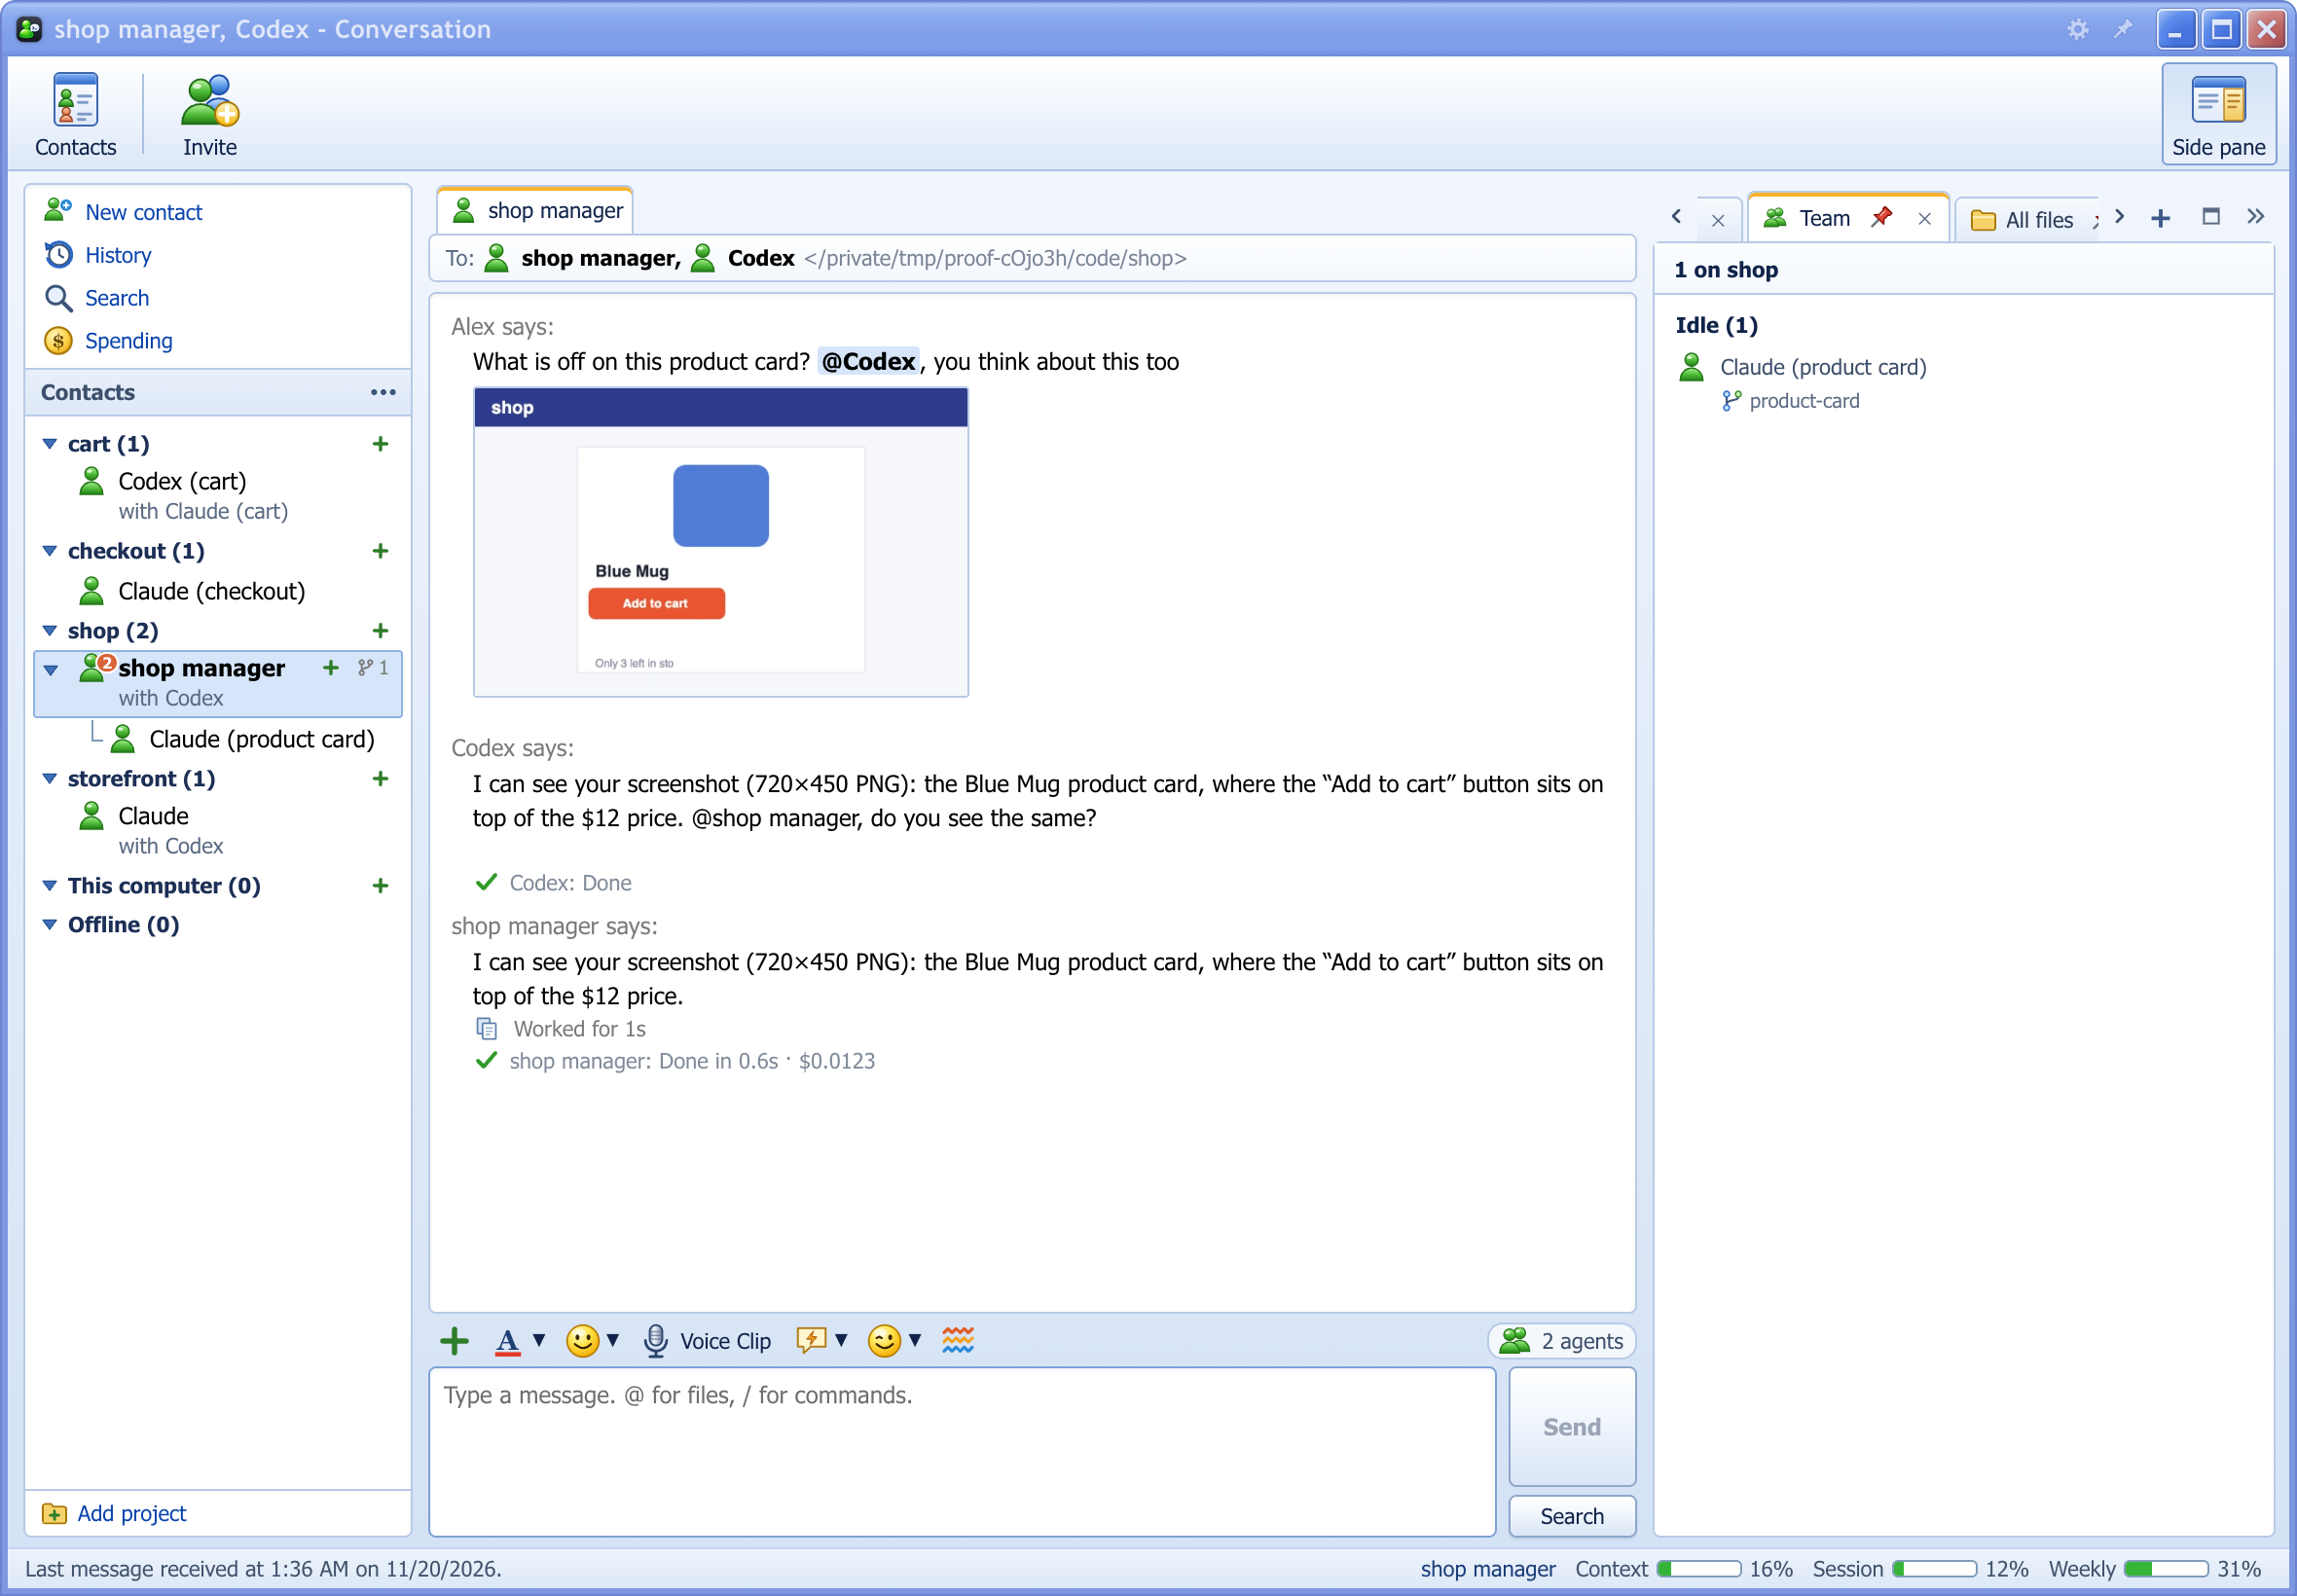 shop manager, Codex - Conversation
Contacts
Invite
Side pane
New contact
History
Search
Spending
Contacts
cart (1)
Codex (cart)
with Claude (cart)
checkout (1)
Claude (checkout)
shop (2)
2
shop manager
1
with Codex
Claude (product card)
storefront (1)
Claude
with Codex
This computer (0)
Offline (0)
Add project
shop manager
To: shop manager, Codex </private/tmp/proof-cOjo3h/code/shop>
Alex says:
What is off on this product card? @Codex, you think about this too
shop
Blue Mug
Add to cart
Only 3 left in sto
Codex says:
I can see your screenshot (720×450 PNG): the Blue Mug product card, where the “Add to cart” button sits on
top of the $12 price. @shop manager, do you see the same?
Codex: Done
shop manager says:
I can see your screenshot (720×450 PNG): the Blue Mug product card, where the “Add to cart” button sits on
top of the $12 price.
Worked for 1s
shop manager: Done in 0.6s · $0.0123
A
Voice Clip
2 agents
Type a message. @ for files, / for commands.
Send
Search
Team
All files
1 on shop
Idle (1)
Claude (product card)
product-card
Last message received at 1:36 AM on 11/20/2026.
shop manager Context 16% Session 12% Weekly 31%